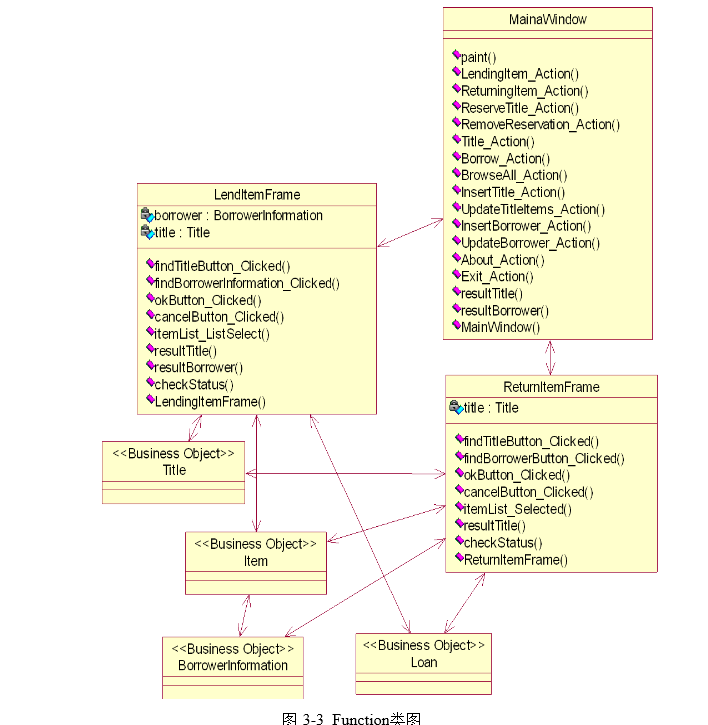 MainaWindow
paint()
LendingItem_Action()
ReturningItem_Action()
ReserveTitle_Action()
RemoveReservation_Action()
Title_Action()
Borrow_Action()
BrowseAll_Action()
InsertTitle_Action()
UpdateTitleItems_Action()
InsertBorrower_Action()
UpdateBorrower_Action()
About_Action()
Exit_Action()
resultTitle()
resultBorrower()
MainWindow()
LendItemFrame
borrower : BorrowerInformation
title : Title
findTitleButton_Clicked()
findBorrowerInformation_Clicked()
okButton_Clicked()
cancelButton_Clicked()
itemList_ListSelect()
resultTitle()
resultBorrower()
checkStatus()
LendingItemFrame()
ReturnItemFrame
title : Title
findTitleButton_Clicked()
findBorrowerButton_Clicked()
okButton_Clicked()
cancelButton_Clicked()
itemList_Selected()
resultTitle()
checkStatus()
ReturnItemFrame()
<<Business Object>>
Title
<<Business Object>>
Item
<<Business Object>>
BorrowerInformation
<<Business Object>>
Loan
图 3-3 Function类图